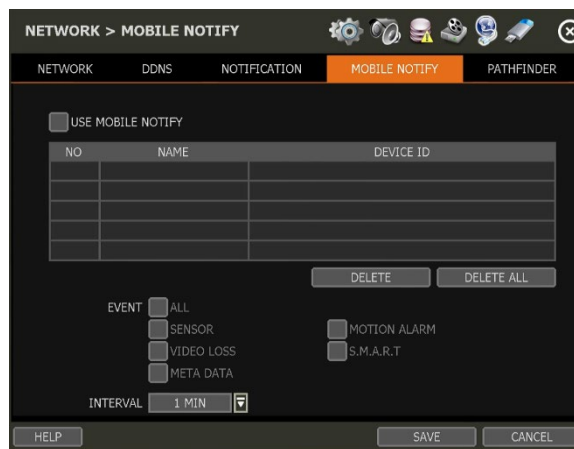 NETWORK > MOBILE NOTIFY
NETWORK DDNS NOTIFICATION MOBILE NOTIFY PATHFINDER
USE MOBILE NOTIFY
NO NAME DEVICE ID
DELETE DELETE ALL
EVENT ALL
SENSOR MOTION ALARM
VIDEO LOSS S.M.A.R.T
META DATA
INTERVAL 1 MIN
HELP SAVE CANCEL